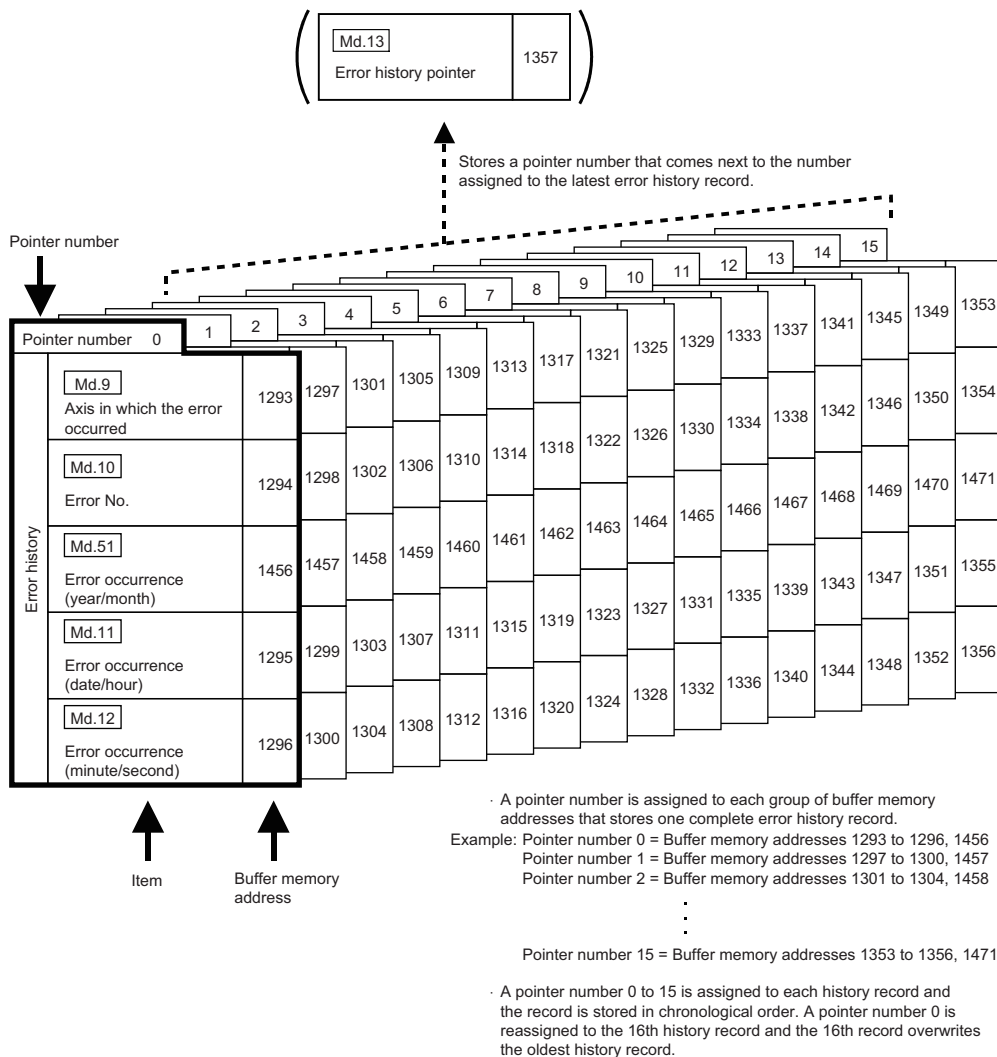 Md.13
Error history pointer
1357
Stores a pointer number that comes next to the number
assigned to the latest error history record.
Pointer number
Pointer number 0 1 2 3 4 5 6 7 8 9 10 11 12 13 14 15
Error history
Md.9
Axis in which the error
occurred
1293 1297 1301 1305 1309 1313 1317 1321 1325 1329 1333 1337 1341 1345 1349 1353
Md.10
Error No.
1294 1298 1302 1306 1310 1314 1318 1322 1326 1330 1334 1338 1342 1346 1350 1354
Md.51
Error occurrence
(year/month)
1456 1457 1458 1459 1460 1461 1462 1463 1464 1465 1466 1467 1468 1469 1470 1471
Md.11
Error occurrence
(date/hour)
1295 1299 1303 1307 1311 1315 1319 1323 1327 1331 1335 1339 1343 1347 1351 1355
Md.12
Error occurrence
(minute/second)
1296 1300 1304 1308 1312 1316 1320 1324 1328 1332 1336 1340 1344 1348 1352 1356
Item
Buffer memory
address
· A pointer number is assigned to each group of buffer memory
addresses that stores one complete error history record.
Example: Pointer number 0 = Buffer memory addresses 1293 to 1296, 1456
Pointer number 1 = Buffer memory addresses 1297 to 1300, 1457
Pointer number 2 = Buffer memory addresses 1301 to 1304, 1458
Pointer number 15 = Buffer memory addresses 1353 to 1356, 1471
· A pointer number 0 to 15 is assigned to each history record and
the record is stored in chronological order. A pointer number 0 is
reassigned to the 16th history record and the 16th record overwrites
the oldest history record.